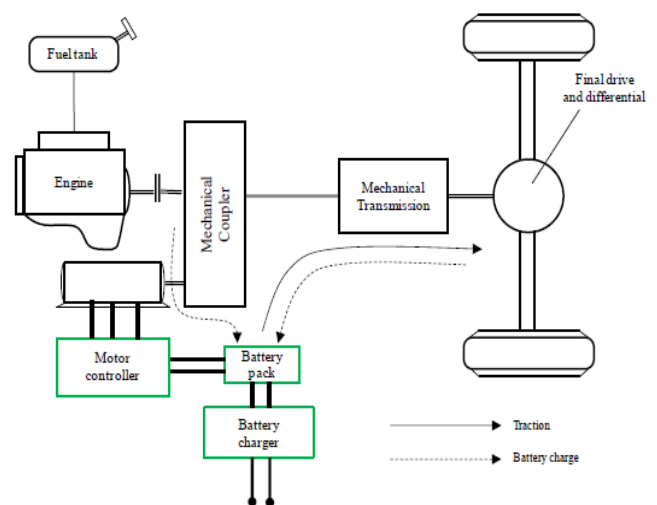 Fuel tank
Final drive
and differential
Engine
Mechanical
Coupler
Mechanical
Transmission
Motor
controller
Battery
pack
Battery
charger
Traction
Battery charge